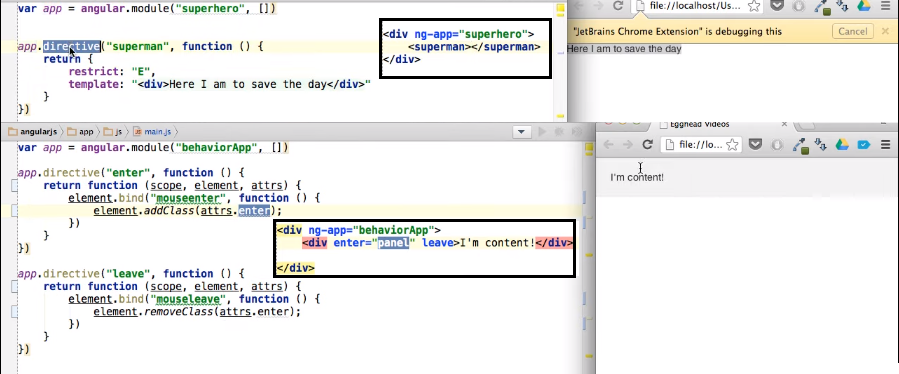 var app = angular.module("superhero", [])
app.directive("superman", function () {
return {
restrict: "E",
template: "<div>Here I am to save the day</div>"
}
})
<div ng-app="superhero">
<superman></superman>
</div>
file://localhost/Us...
"JetBrains Chrome Extension" is debugging this
Cancel
Here I am to save the day
angularjs
app
js
main.js
var app = angular.module("behaviorApp", [])
app.directive("enter", function () {
return function (scope, element, attrs) {
element.bind("mouseenter", function () {
element.addClass(attrs.enter);
})
}
})
<div ng-app="behaviorApp">
<div enter="panel" leave>I'm content!</div>
</div>
app.directive("leave", function () {
return function (scope, element, attrs) {
element.bind("mouseleave", function () {
element.removeClass(attrs.enter);
})
}
})
Egghead Videos
file:///lo...
I'm content!